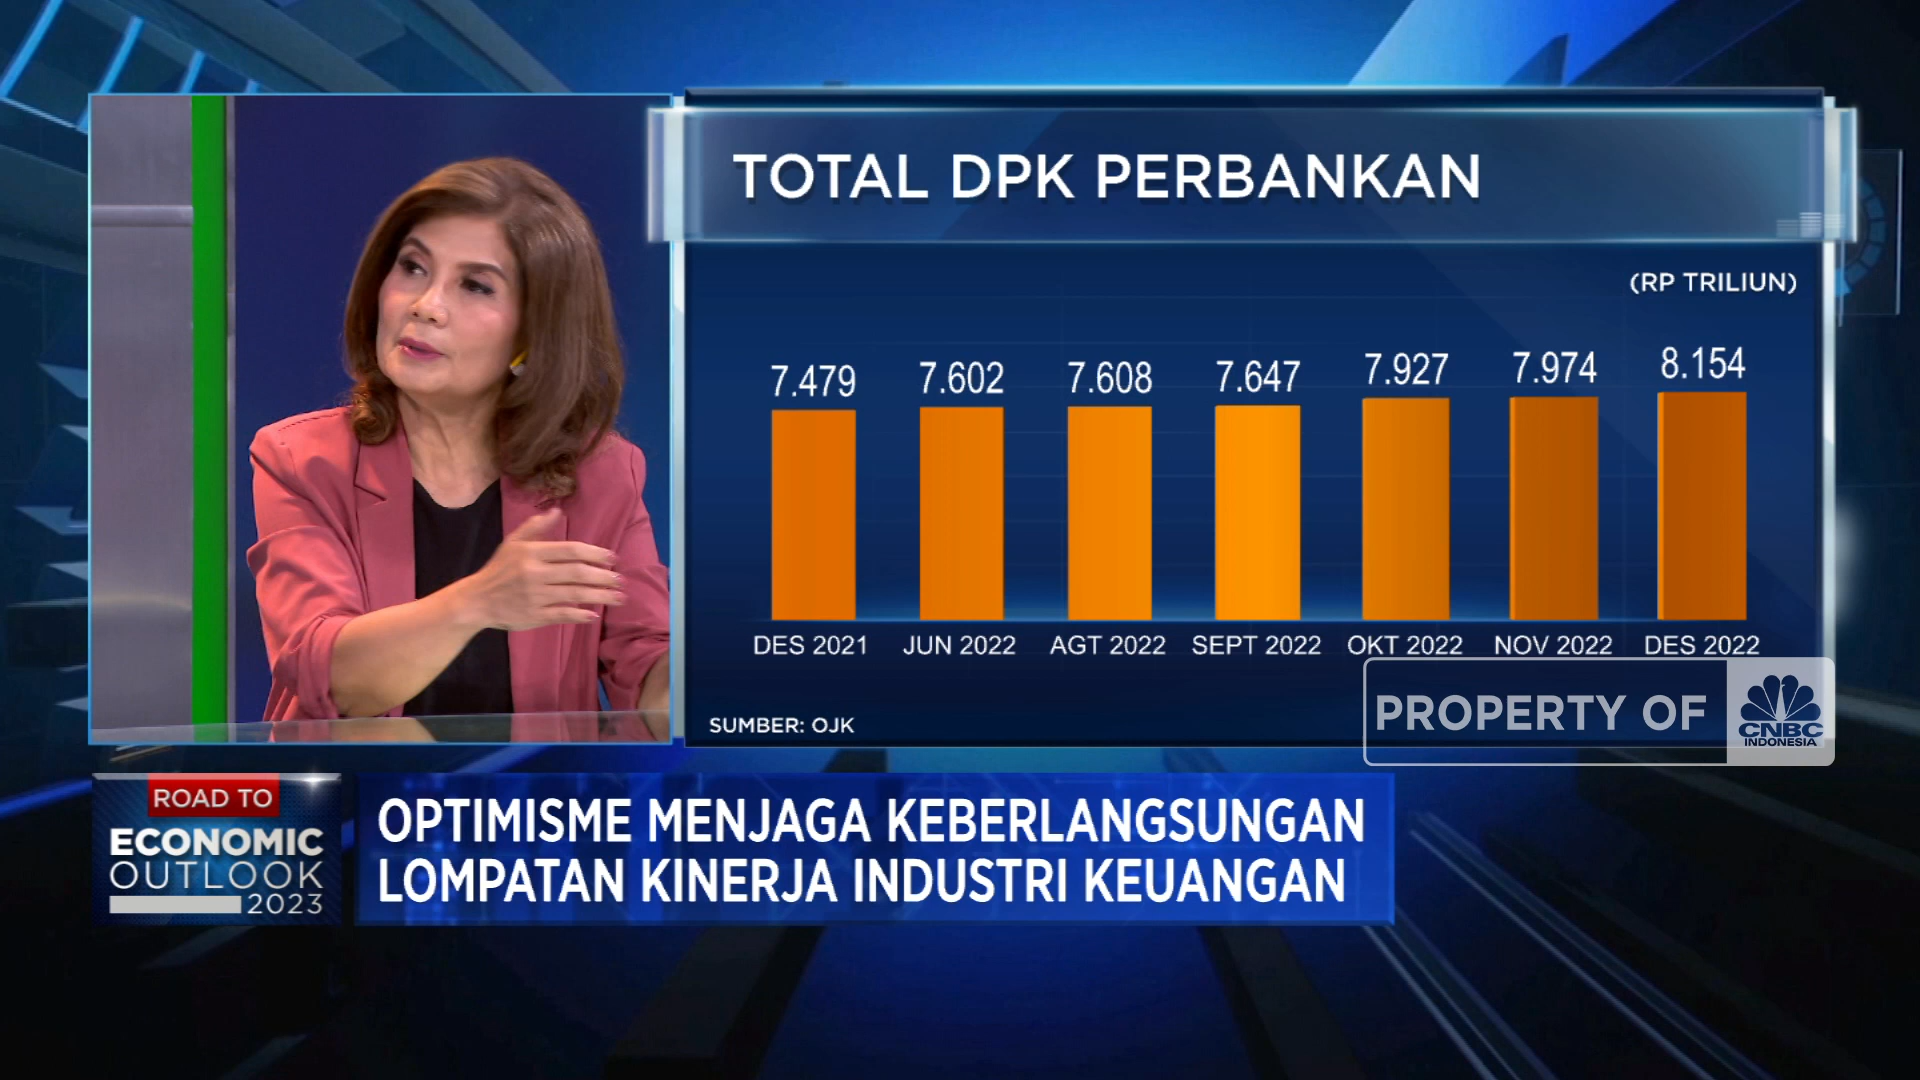 TOTAL DPK PERBANKAN
(RP TRILIUN)
7.479 7.602 7.608 7.647 7.927 7.974 8.154
DES 2021 JUN 2022 AGT 2022 SEPT 2022 OKT 2022 NOV 2022 DES 2022
SUMBER: OJK
PROPERTY OF
CNBC
INDONESIA
ROAD TO
ECONOMIC
OUTLOOK
2023
OPTIMISME MENJAGA KEBERLANGSUNGAN
LOMPATAN KINERJA INDUSTRI KEUANGAN